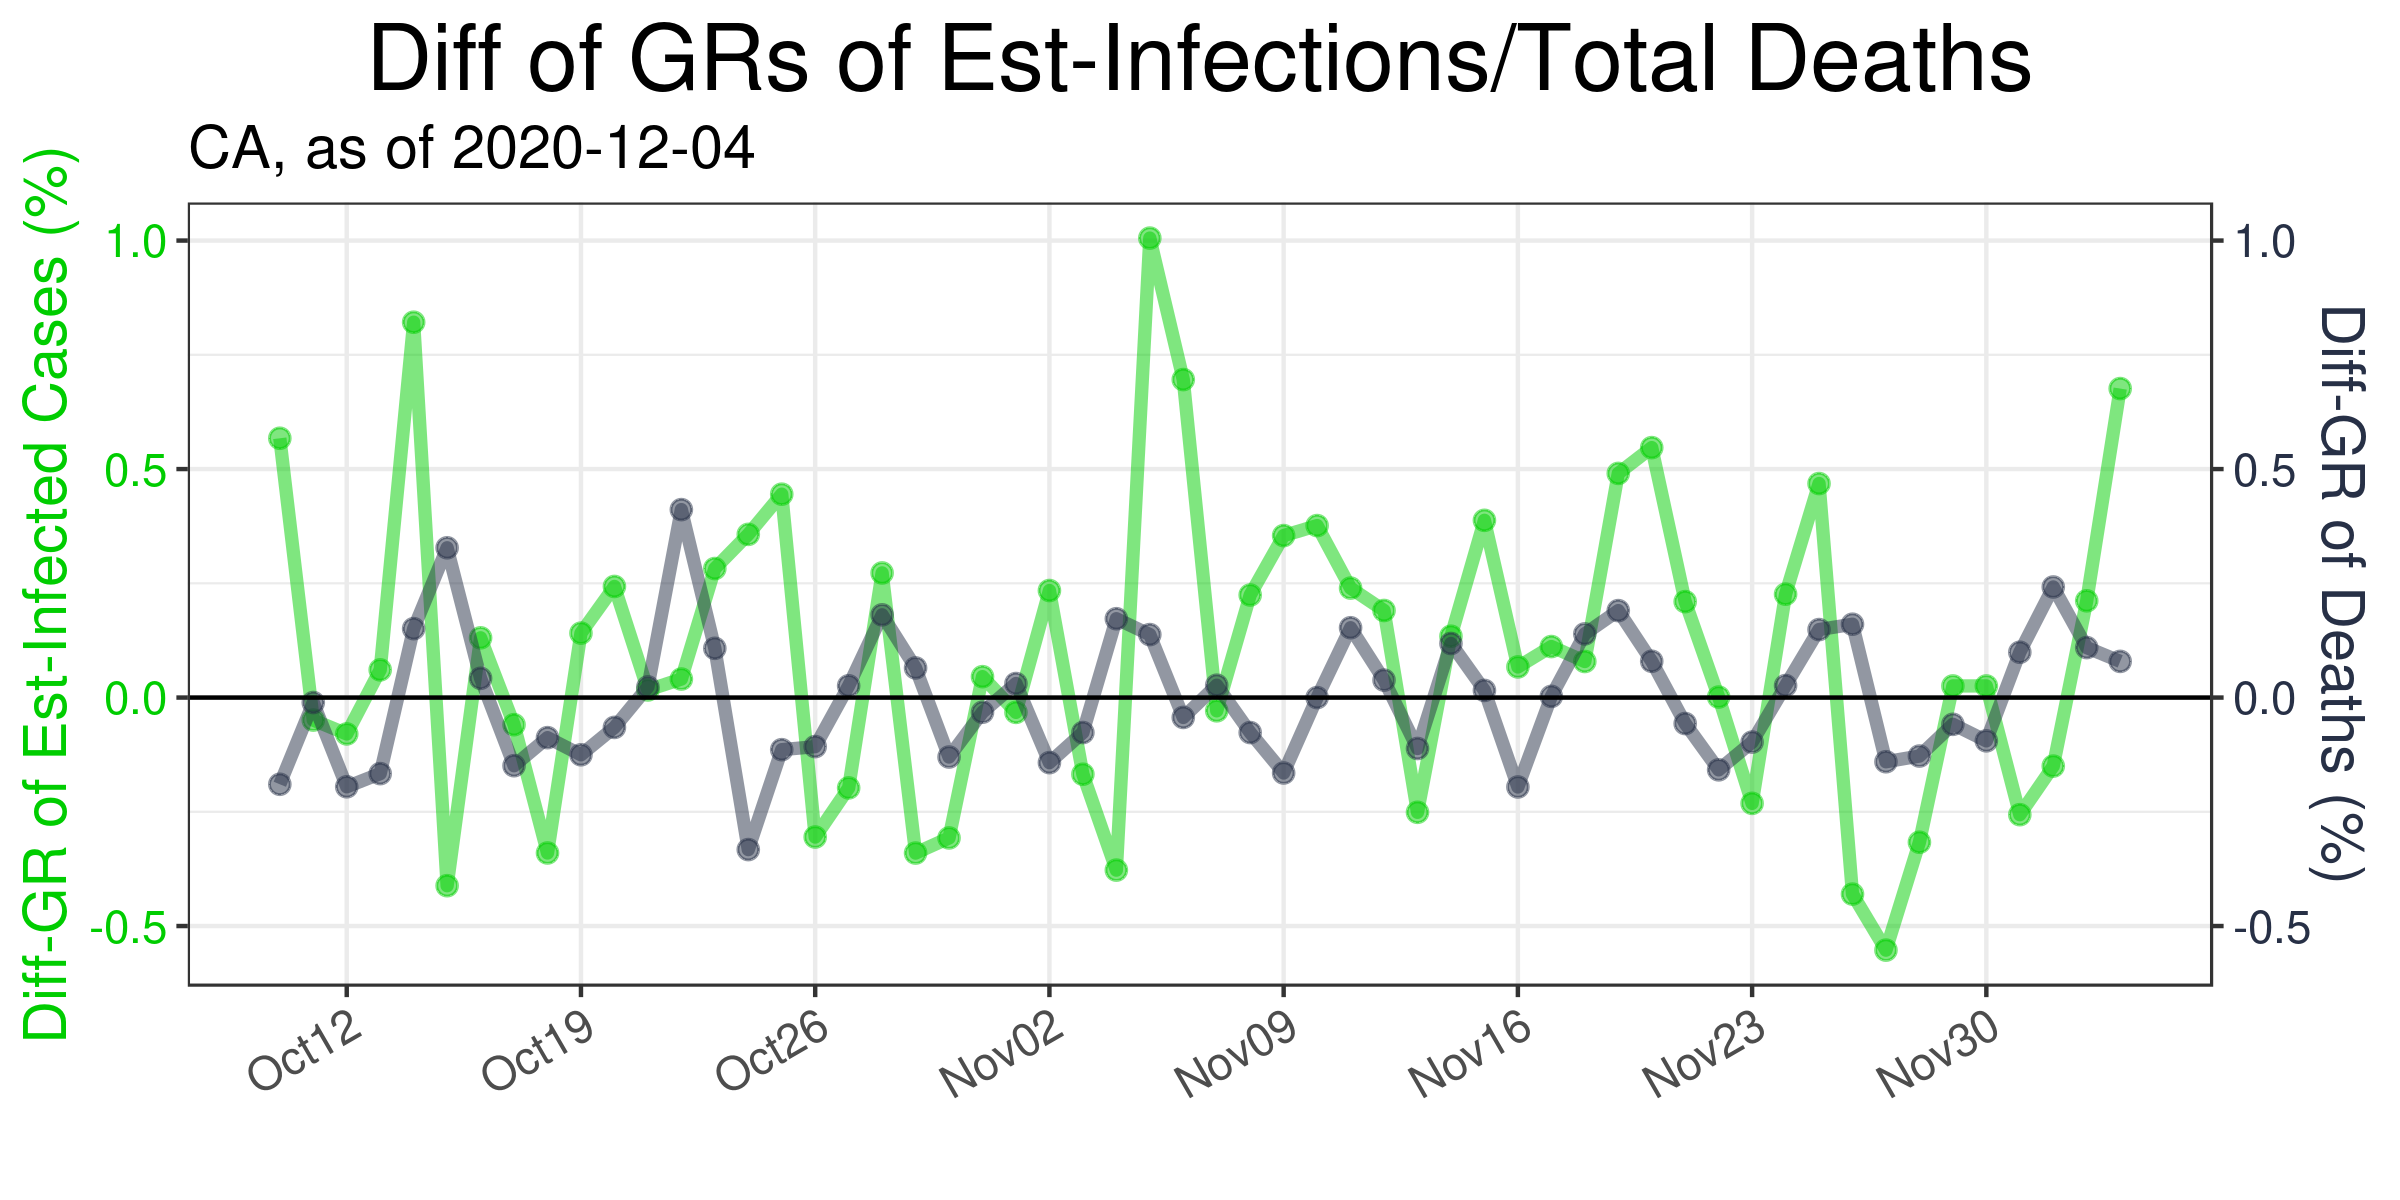 Diff of GRs of Est-Infections/Total Deaths
CA, as of 2020-12-04
Diff-GR of Est-Infected Cases (%)
1.0
0.5
0.0
-0.5
1.0
0.5
0.0
-0.5
Diff-GR of Deaths (%)
Oct12
Oct19
Oct26
Nov02
Nov09
Nov16
Nov23
Nov30